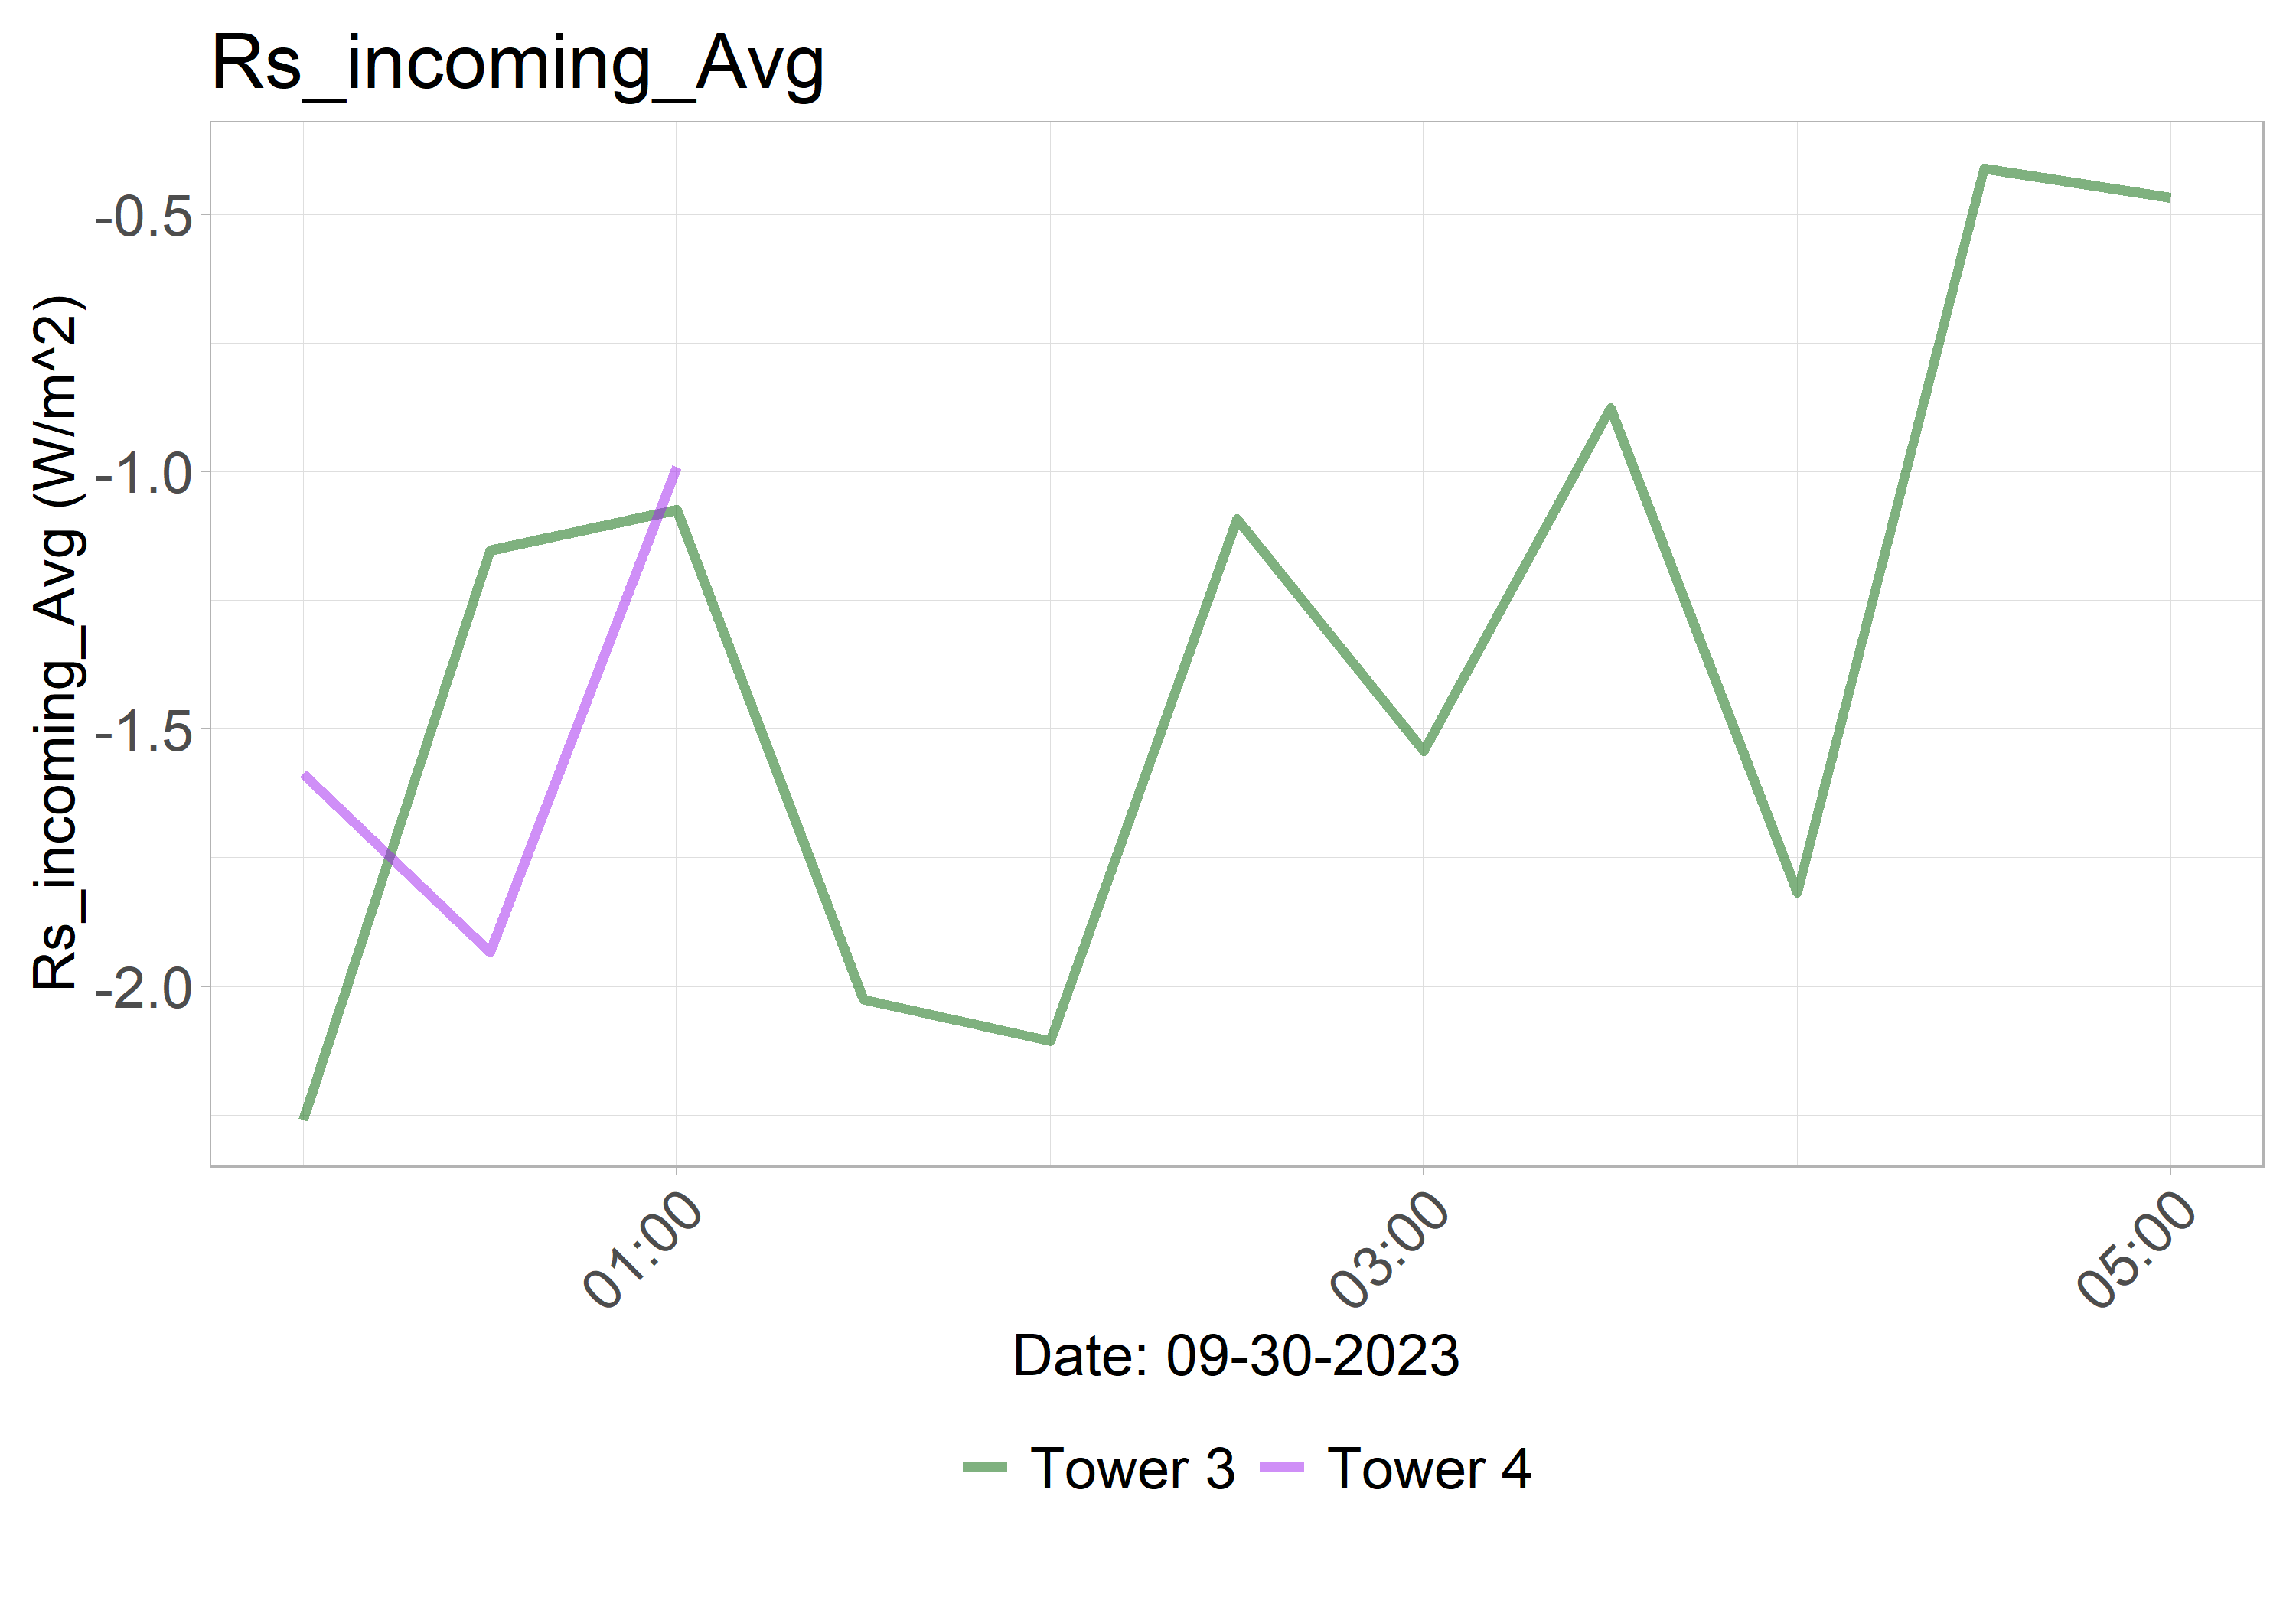 Rs_incoming_Avg
Rs_incoming_Avg (W/m^2)
-0.5
-1.0
-1.5
-2.0
01:00
03:00
05:00
Date: 09-30-2023
Tower 3
Tower 4